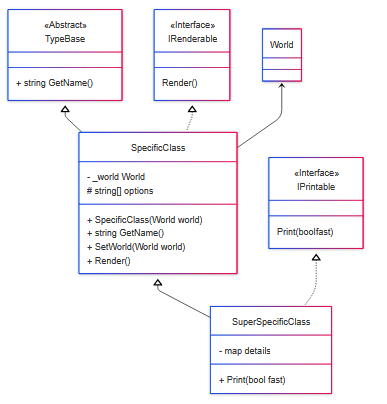 «Abstract»
TypeBase
+ string GetName()
«Interface»
IRenderable
Render()
World
SpecificClass
- _world World
# string[] options
+ SpecificClass(World world)
+ string GetName()
+ SetWorld(World world)
+ Render()
«Interface»
IPrintable
Print(boolfast)
SuperSpecificClass
- map details
+ Print(bool fast)